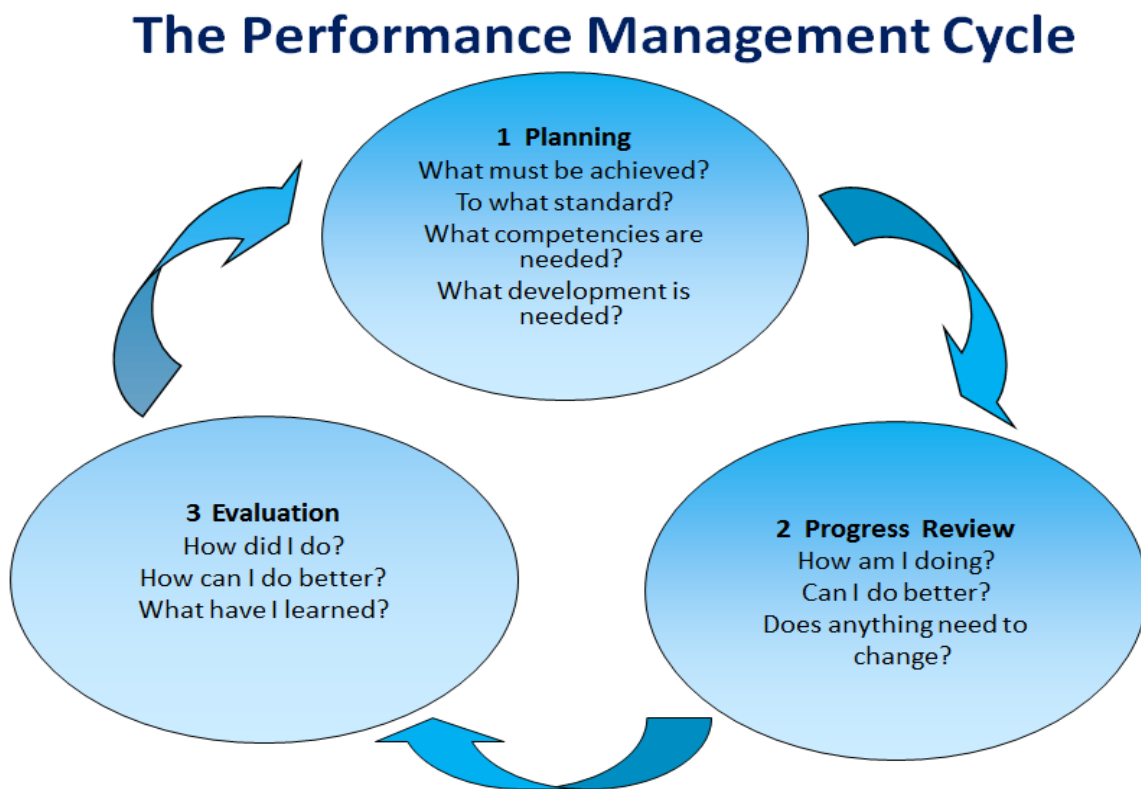 The Performance Management Cycle
1 Planning
What must be achieved?
To what standard?
What competencies are
needed?
What development is
needed?
2 Progress Review
How am I doing?
Can I do better?
Does anything need to
change?
3 Evaluation
How did I do?
How can I do better?
What have I learned?